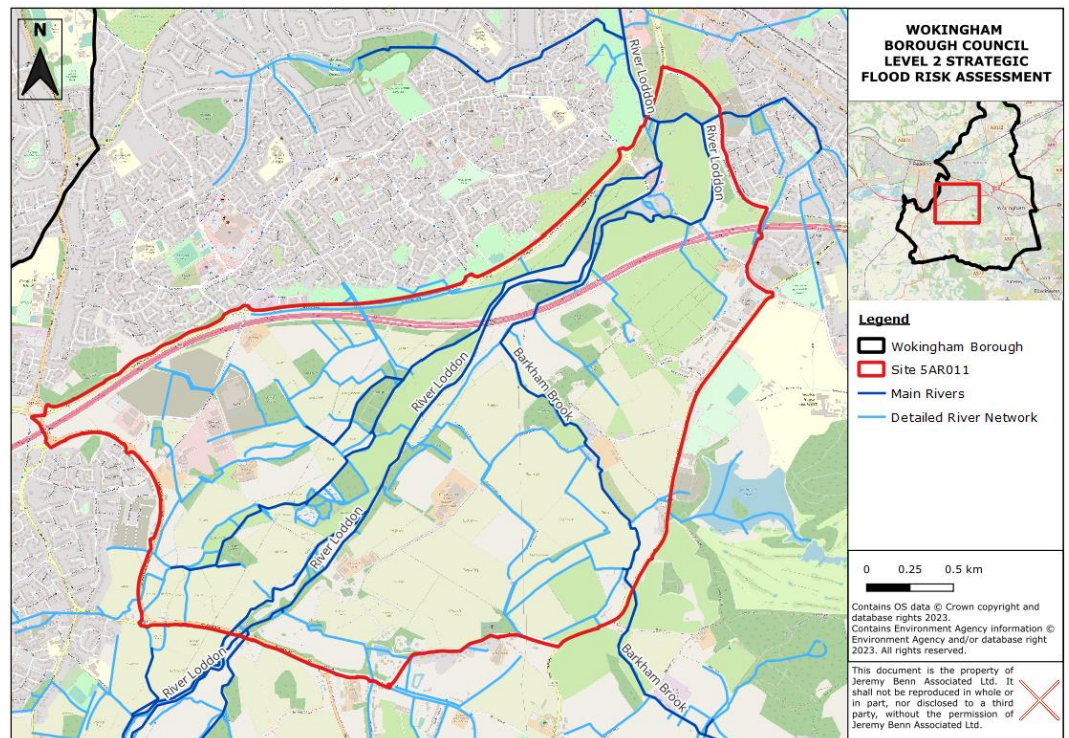 N
River Loddon
River Loddon
River Loddon
Barkham Brook
River Loddon
River Loddon
Barkham Brook
WOKINGHAM
BOROUGH COUNCIL
LEVEL 2 STRATEGIC
FLOOD RISK ASSESSMENT
Legend
Wokingham Borough
Site 5AR011
Main Rivers
Detailed River Network
0 0.25 0.5 km
Contains OS data © Crown copyright and
database rights 2023.
Contains Environment Agency information ©
Environment Agency and/or database right
2023. All rights reserved.
This document is the property of
Jeremy Benn Associated Ltd. It
shall not be reproduced in whole or
in part, nor disclosed to a third
party, without the permission of
Jeremy Benn Associated Ltd.